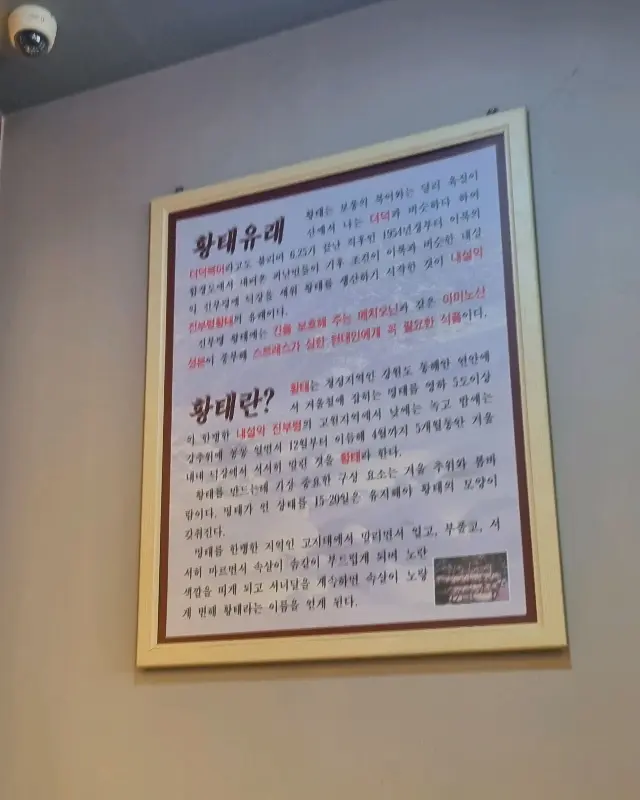 황태유래
황태는 보통의 북어와는 달리 육질이
산에서 나는 더덕과 비슷하다 하여
더덕북어라고도 불리어 6.25가 끝난 직후인 1954년경부터 이북의
함경도에서 내려온 피난민들이 기후 조건이 이북과 비슷한 내설
악 진부령에 덕장을 세워 황태를 생산하기 시작한 것이 내설악
진부령황태의 유래이다.
진부령 황태에는 간을 보호해 주는 메치오닌과 같은 아미노산
성분이 풍부해 스트레스가 심한 현대인에게 꼭 필요한 식품이다.
황태란?
황태는 청정지역인 강원도 동해안 연안에
서 겨울철에 잡히는 명태를 영하 5도이상
의 한랭한 내설악 진부령의 고원지역에서 낮에는 녹고 밤에는
강추위에 꽁꽁 얼면서 12월부터 이듬해 4월까지 5개월동안 겨울
내내 덕장에서 서서히 말린 것을 황태라 한다.
황태를 만드는데 가장 중요한 구성 요소는 겨울 추위와 봄바
람이다. 명태가 언 상태를 15-20일은 유지해야 황태의 모양이
갖춰진다.
명태를 한랭한 지역인 고지대에서 말리면서 얼고, 부풀고, 서
서히 마르면서 속살이 솜같이 부드럽게 되며 노란
색깔을 띠게 되고 서너달을 계속하면 속살이 노랗
게 변해 황태라는 이름을 얻게 된다.